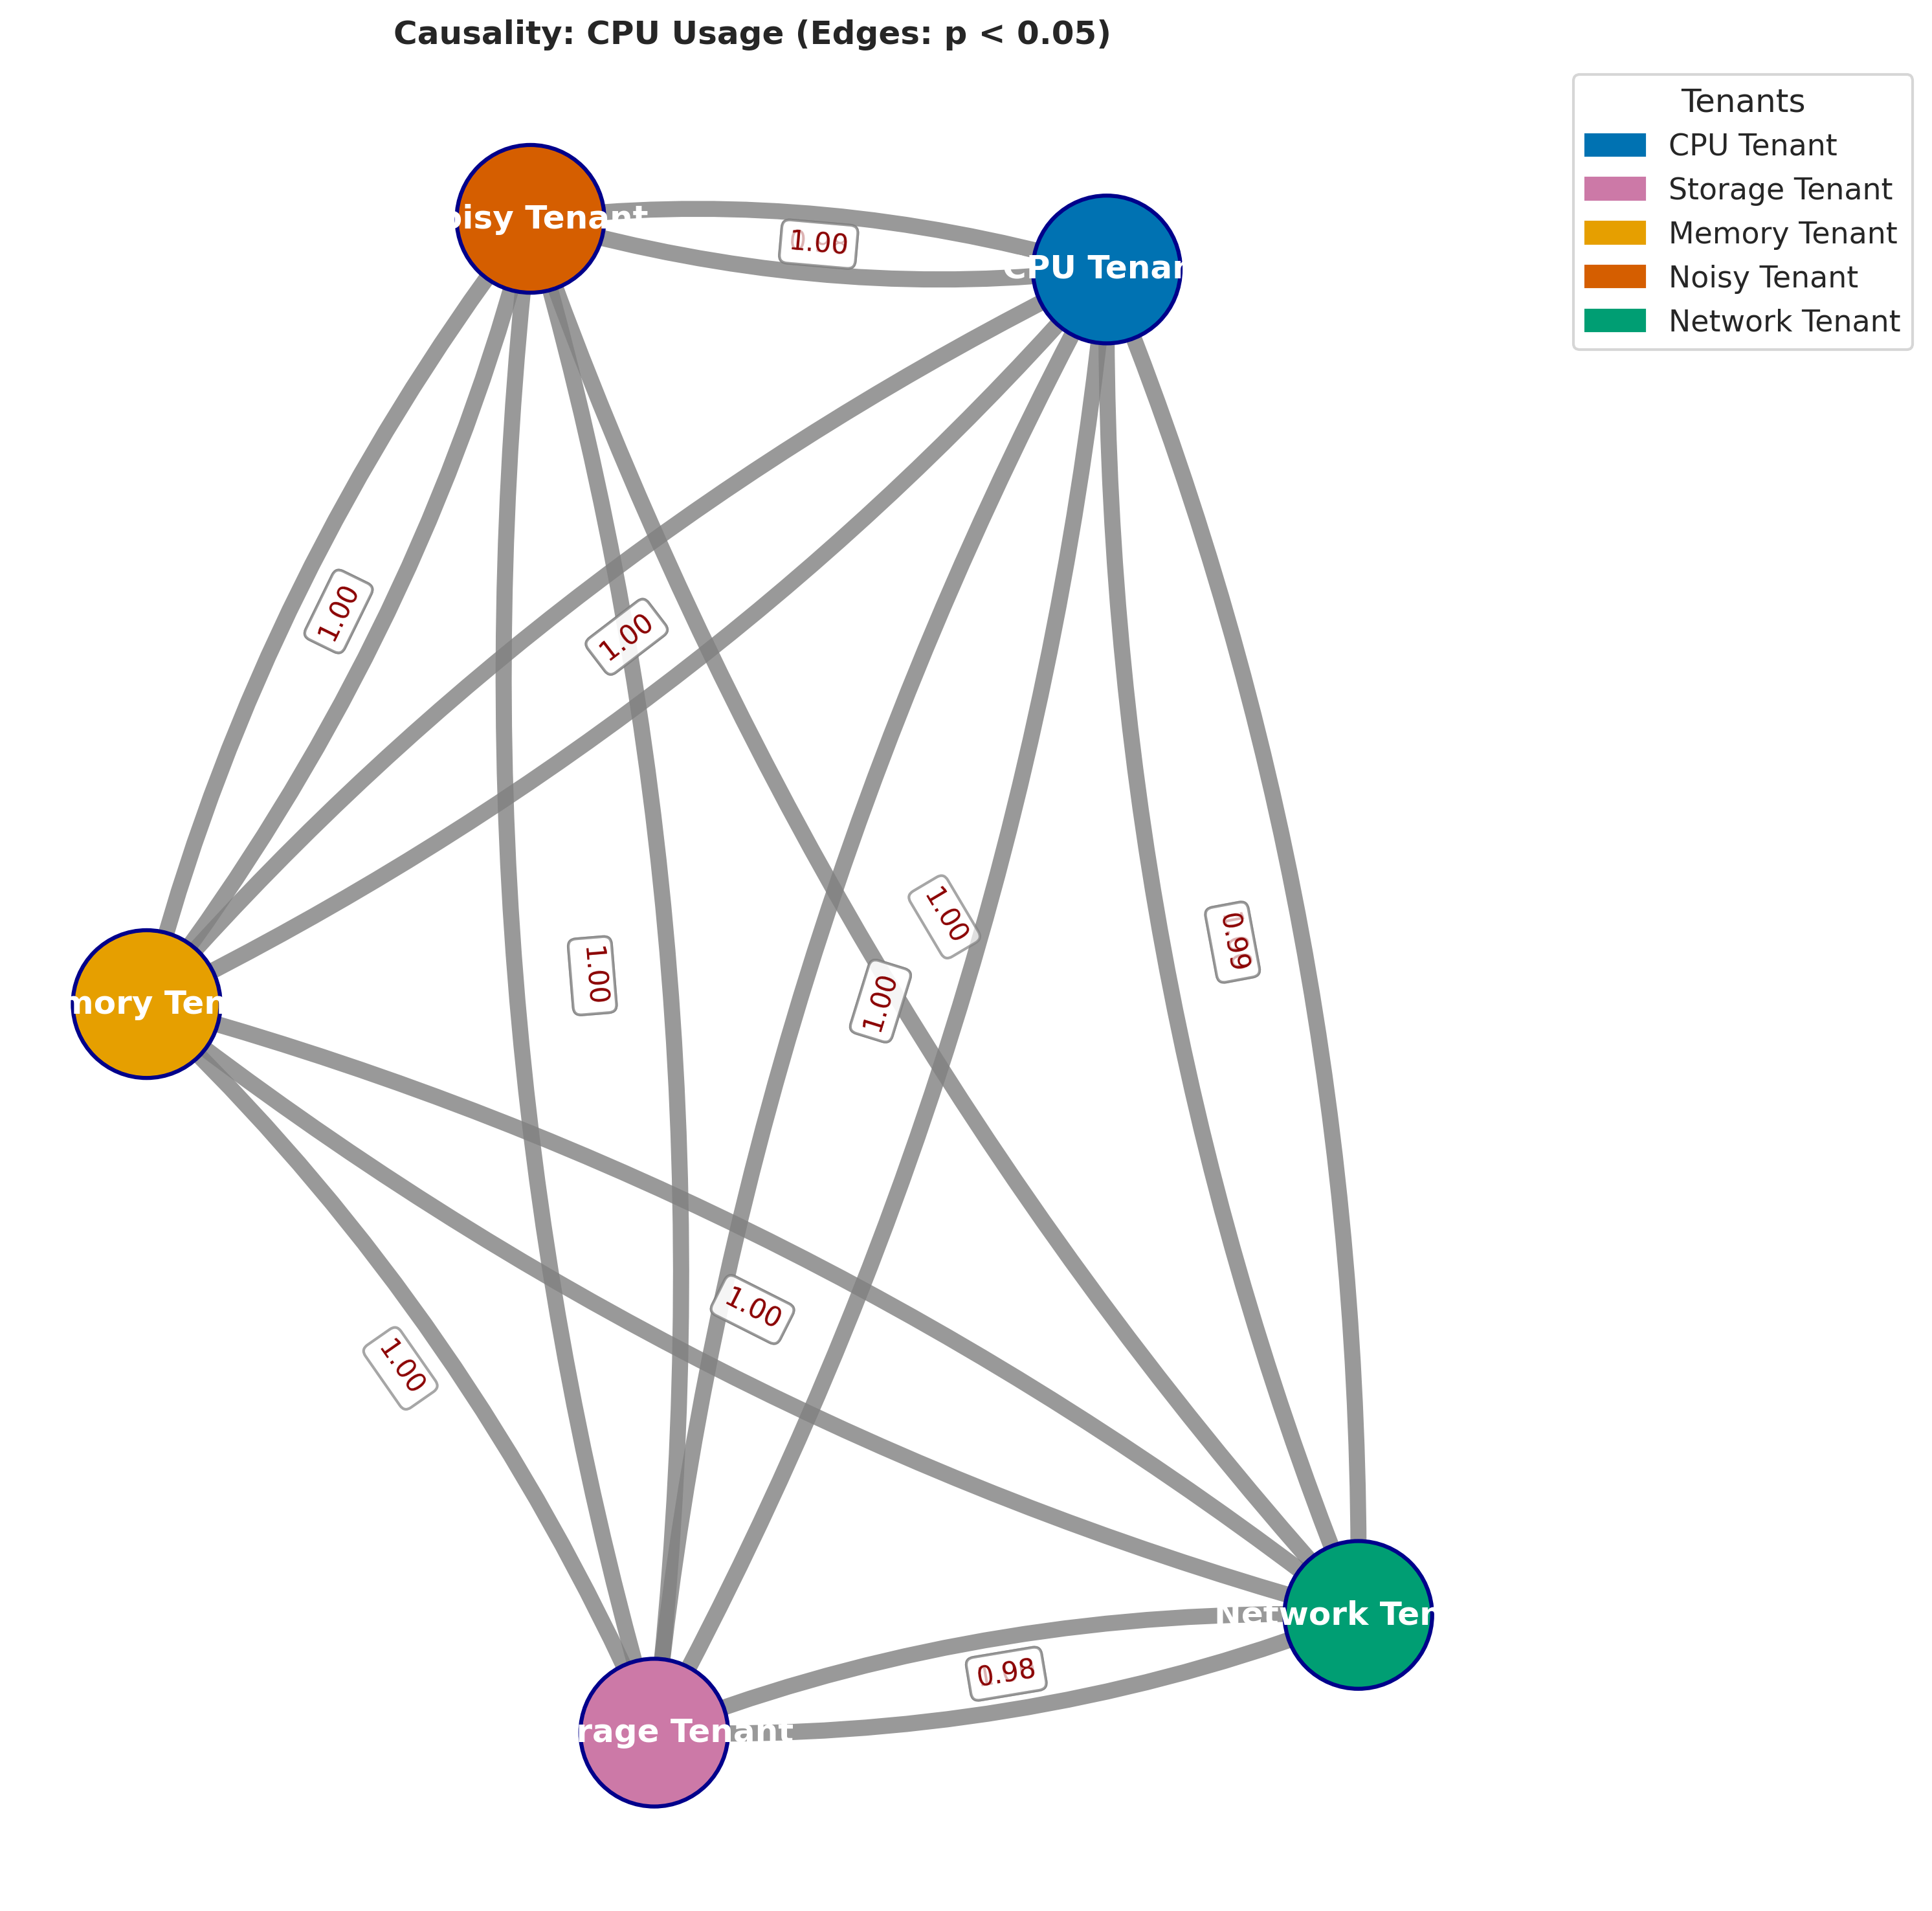 Causality: CPU Usage (Edges: p < 0.05)
Tenants
CPU Tenant
Storage Tenant
Memory Tenant
Noisy Tenant
Network Tenant
oisy Tenant
1.00
CPU Tenan
1.00
1.00
1.00
0.99
1.00
1.00
mory Ten
1.00
1.00
Network Ten
0.98
rage Tenant